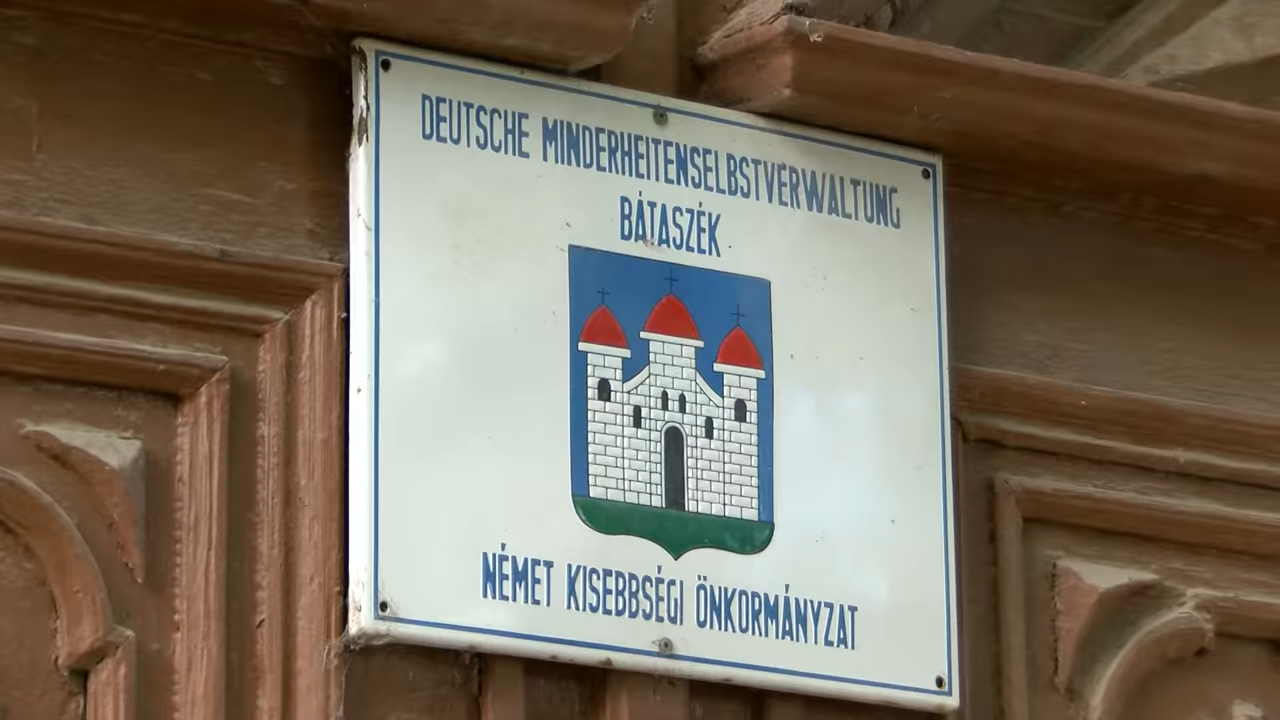 DEUTSCHE MINDERHEITENSELBSTVERWALTUNG
BÁTASZÉK
NÉMET KISEBBSÉGI ÖNKORMÁNYZAT